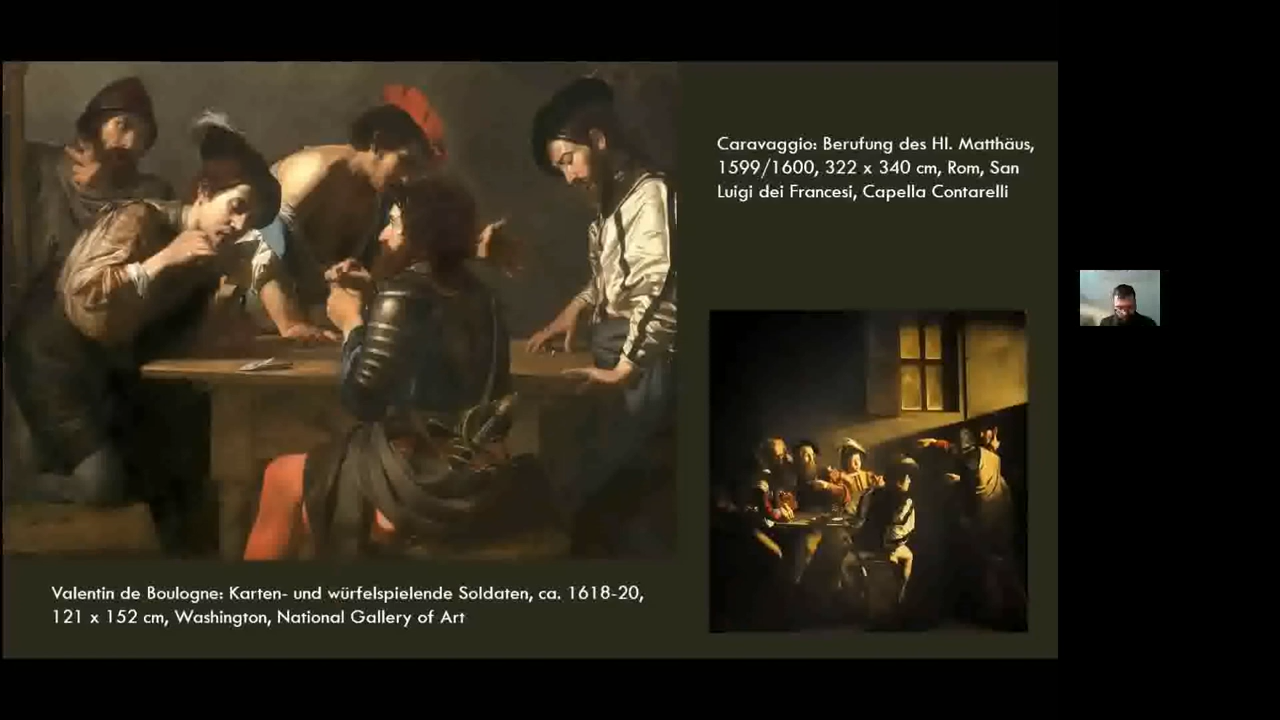 Caravaggio: Berufung des Hl. Matthäus,
1599/1600, 322 x 340 cm, Rom, San
Luigi dei Francesi, Capella Contarelli
Valentin de Boulogne: Karten- und würfelspielende Soldaten, ca. 1618-20,
121 x 152 cm, Washington, National Gallery of Art